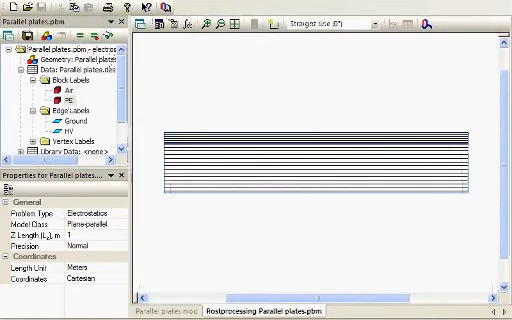 Parallel plates.pbm
Straight line (0°)
Parallel plates.pbm - electros
Geometry: Parallel plates
Data: Parallel plates.des
Block Labels
Air
PE
Edge Labels
Ground
HV
Vertex Labels
Library Data: <none>
Properties for Parallel plates....
General
Problem Type Electrostatics
Model Class Plane-parallel
Z Length (Lz), m 1
Precision Normal
Coordinates
Length Unit Meters
Coordinates Cartesian
Parallel plates mod
Rostprocessing Parallel plates.pbm